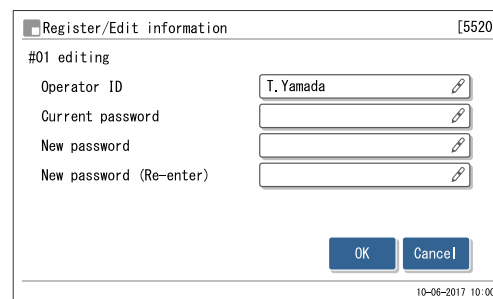 Register/Edit information [5520
#01 editing
Operator ID T.Yamada
Current password
New password
New password (Re-enter)
OK Cancel
10-06-2017 10:00